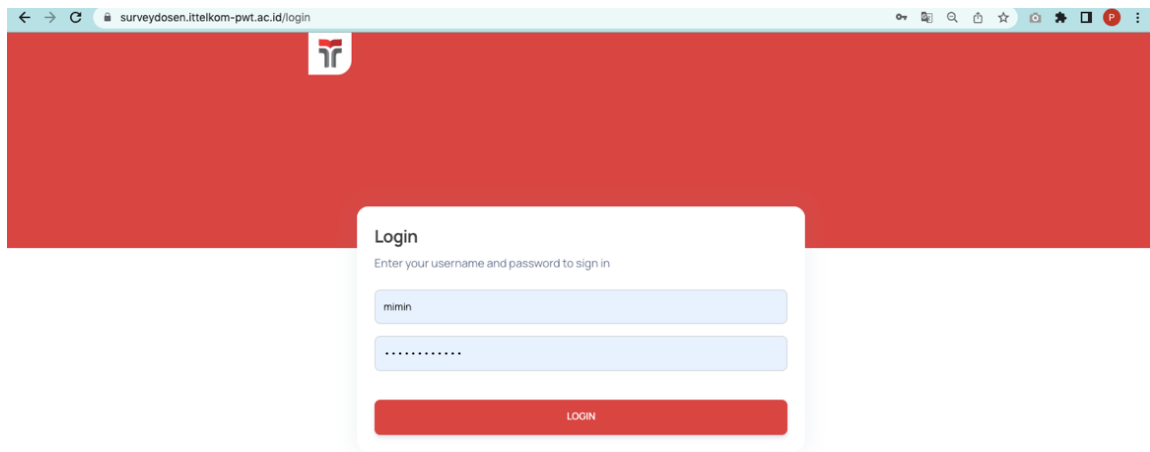 surveydosen.ittelkom-pwt.ac.id/login
P
Login
Enter your username and password to sign in
mimin
••••••••••••
LOGIN